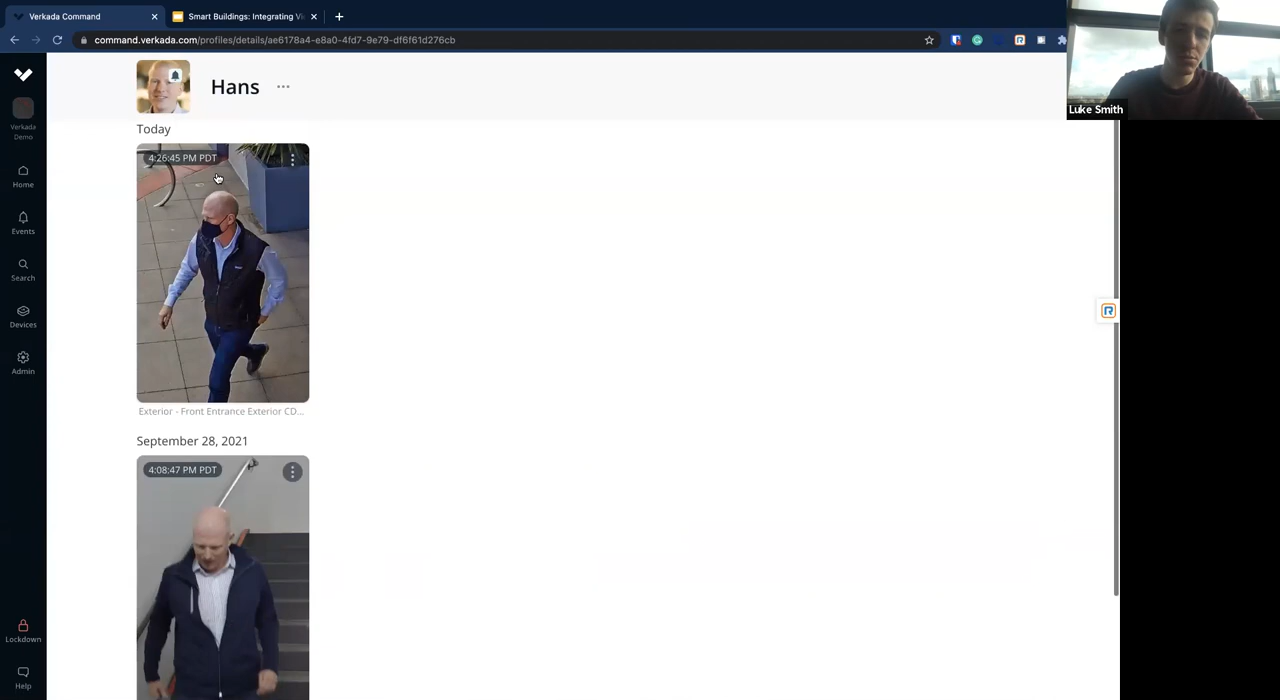 Verkada Command
Smart Buildings: Integrating Vi
command.verkada.com/profiles/details/ae6178a4-e8a0-4fd7-9e79-df6f61d276cb
Luke Smith
Verkada
Demo
Home
Events
Search
Devices
Admin
Lockdown
Help
Hans
Today
4:26:45 PM PDT
Exterior - Front Entrance Exterior CD...
September 28, 2021
4:08:47 PM PDT